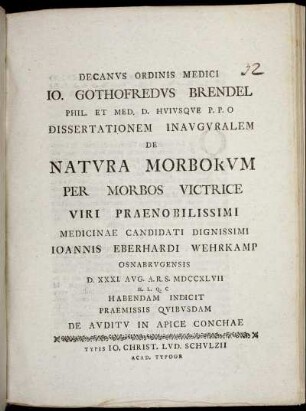 DECANVS ORDINIS MEDICI
32
IO. GOTHOFREDVS BRENDEL
PHIL. ET MED. D. HVIVSQVE P. P. O
DISSERTATIONEM INAVGVRALEM
DE
NATVRA MORBORVM
PER MORBOS VICTRICE
VIRI PRAENOBILISSIMI
MEDICINAE CANDIDATI DIGNISSIMI
IOANNIS EBERHARDI WEHRKAMP
OSNABRVGENSIS
D. XXXI. AVG. A.R.S. MDCCXLVII
H. L. Q. C
HABENDAM INDICIT
PRAEMISSIS QVIBVSDAM
DE AVDITV IN APICE CONCHAE
TYPIS IO. CHRIST. LVD. SCHVLZII
ACAD. TYPOGR